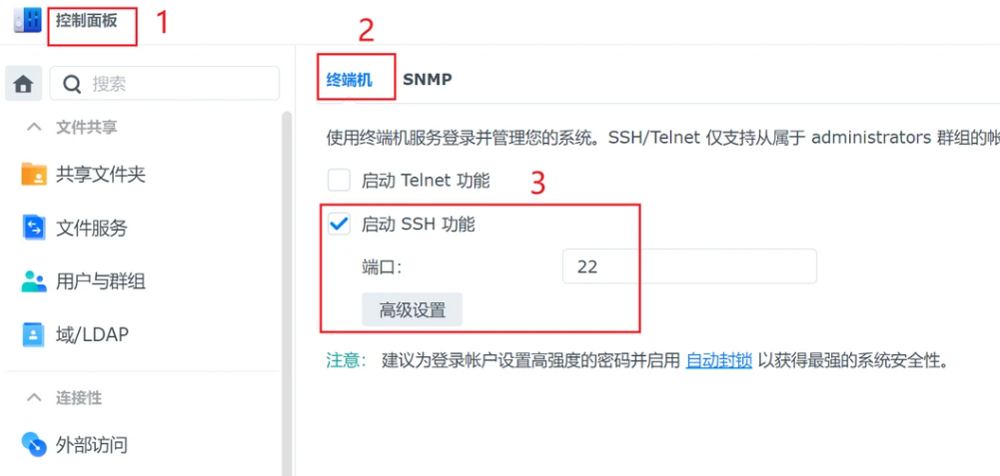 控制面板 1
2
搜索
终端机 SNMP
文件共享
使用终端机服务登录并管理您的系统。SSH/Telnet 仅支持从属于 administrators 群组的帐
共享文件夹
启动 Telnet 功能 3
文件服务
启动 SSH 功能
端口: 22
用户与群组
高级设置
域/LDAP
注意: 建议为登录帐户设置高强度的密码并启用 自动封锁 以获得最强的系统安全性。
连接性
外部访问